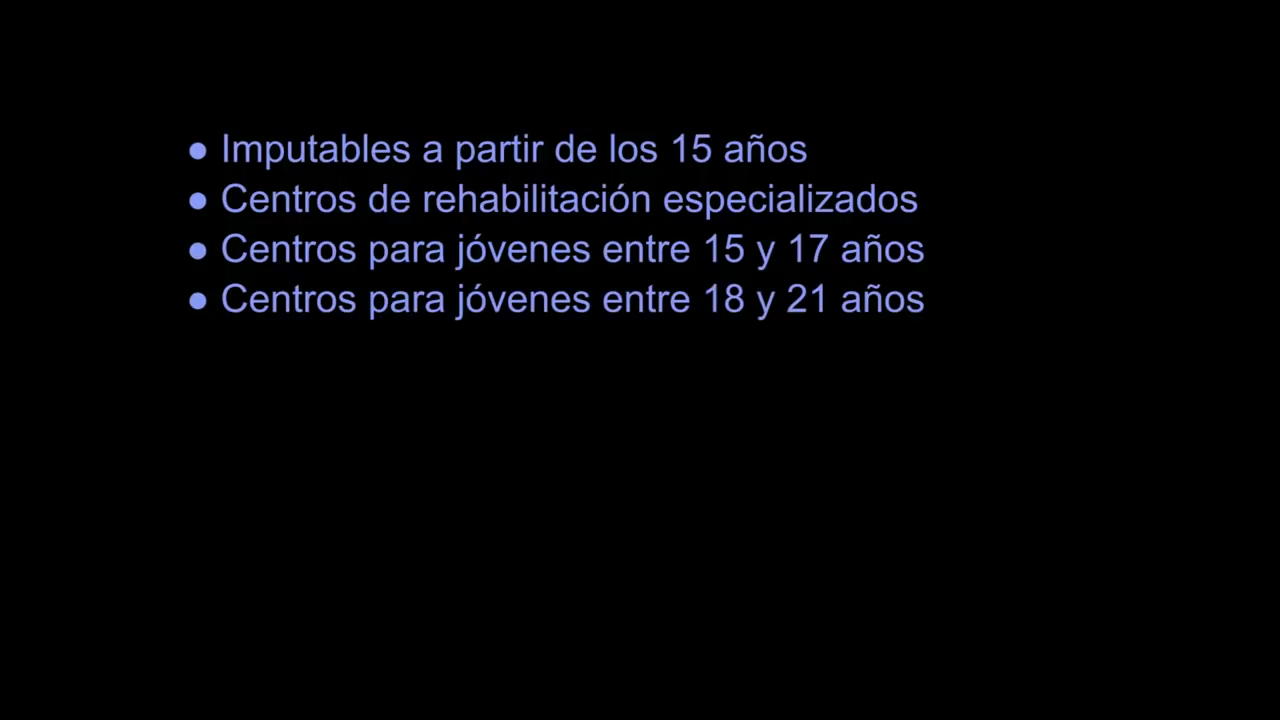 ● Imputables a partir de los 15 años
● Centros de rehabilitación especializados
● Centros para jóvenes entre 15 y 17 años
● Centros para jóvenes entre 18 y 21 años